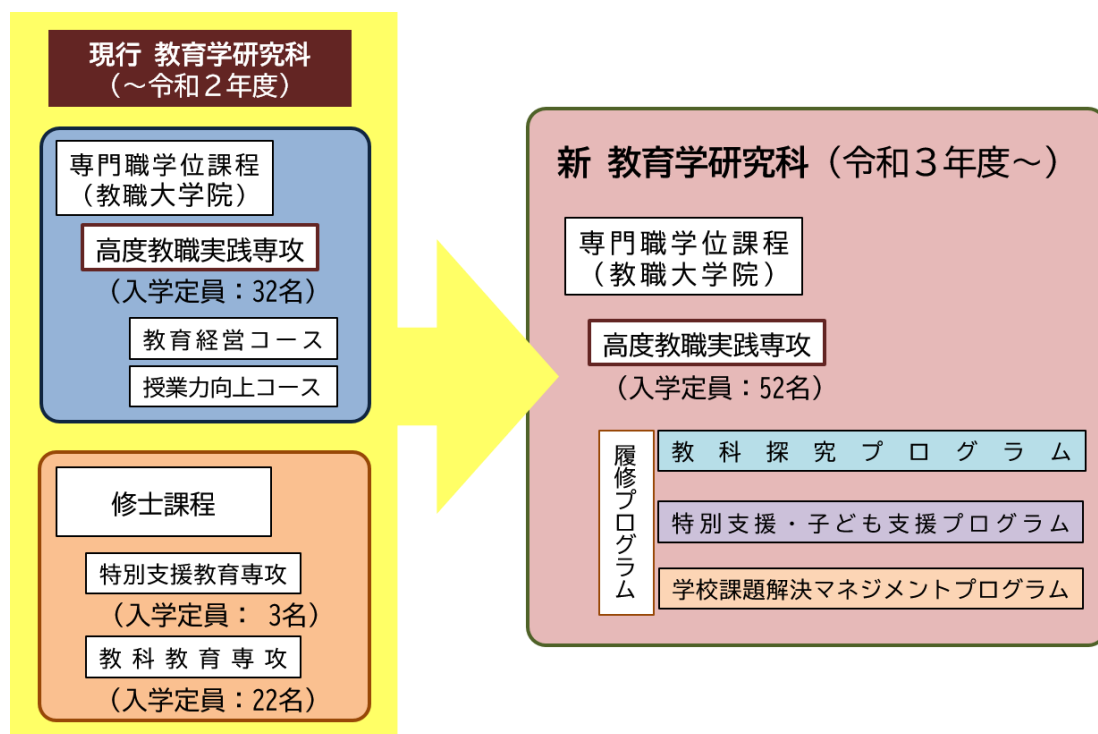 現行 教育学研究科
（～令和２年度）
専門職学位課程
（教職大学院）
高度教職実践専攻
（入学定員：32名）
教育経営コース
授業力向上コース
修士課程
特別支援教育専攻
（入学定員： 3名）
教科教育専攻
（入学定員：22名）
新 教育学研究科（令和３年度～）
専門職学位課程
（教職大学院）
高度教職実践専攻
（入学定員：52名）
履修プログラム
教科探究プログラム
特別支援・子ども支援プログラム
学校課題解決マネジメントプログラム